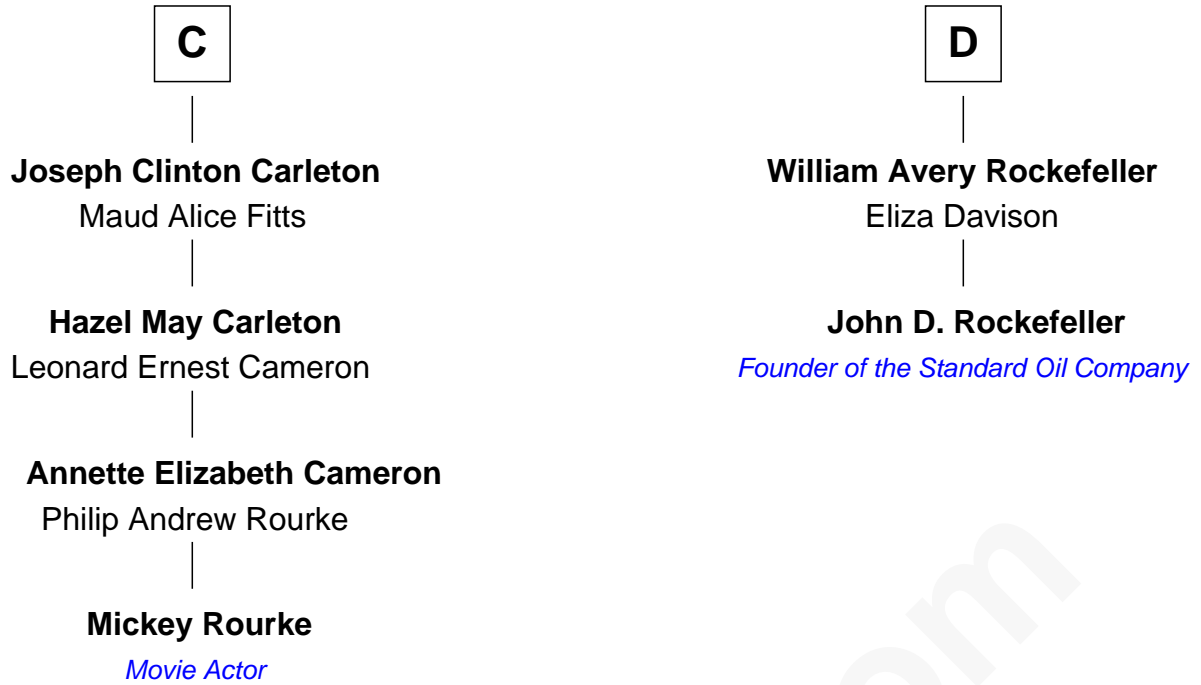 C
Joseph Clinton Carleton
Maud Alice Fitts
Hazel May Carleton
Leonard Ernest Cameron
Annette Elizabeth Cameron
Philip Andrew Rourke
Mickey Rourke
Movie Actor
D
William Avery Rockefeller
Eliza Davison
John D. Rockefeller
Founder of the Standard Oil Company
om